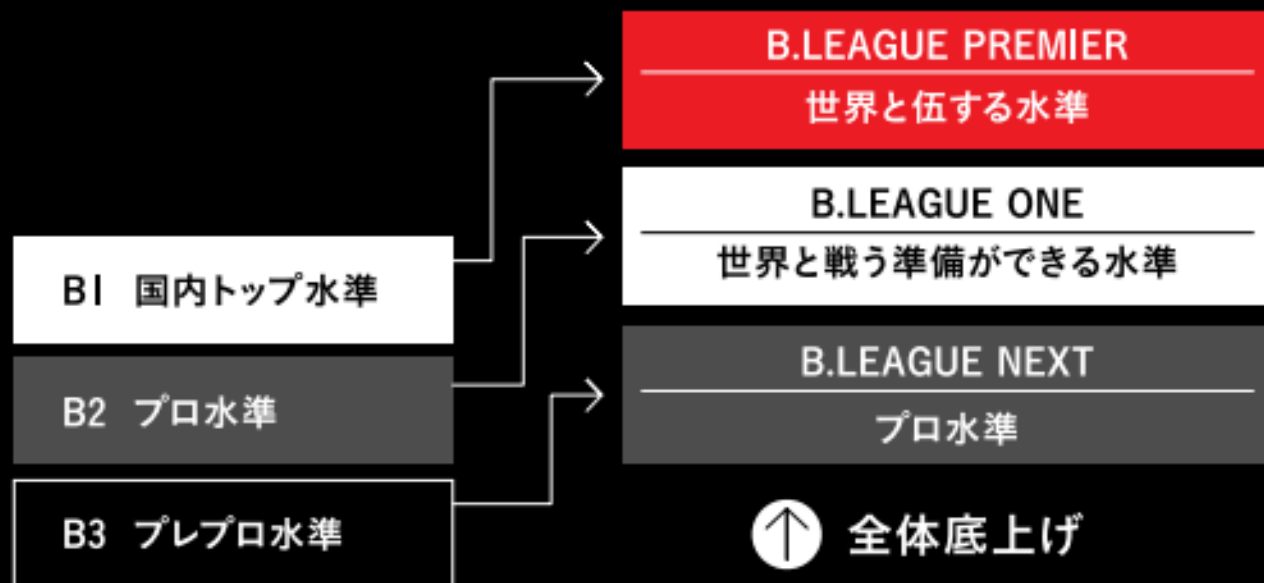 B1 国内トップ水準
B2 プロ水準
B3 プレプロ水準
B.LEAGUE PREMIER
世界と伍する水準
B.LEAGUE ONE
世界と戦う準備ができる水準
B.LEAGUE NEXT
プロ水準
全体底上げ